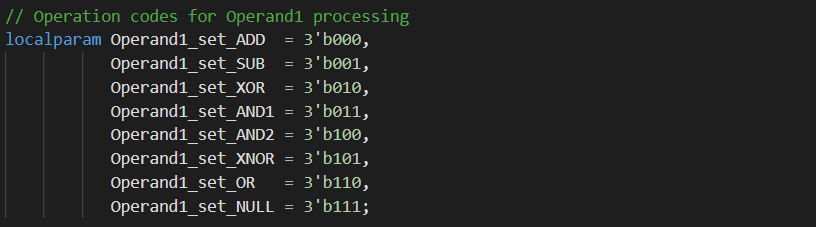 // Operation codes for Operand1 processing
localparam Operand1_set_ADD  = 3'b000,
           Operand1_set_SUB  = 3'b001,
           Operand1_set_XOR  = 3'b010,
           Operand1_set_AND1 = 3'b011,
           Operand1_set_AND2 = 3'b100,
           Operand1_set_XNOR = 3'b101,
           Operand1_set_OR   = 3'b110,
           Operand1_set_NULL = 3'b111;